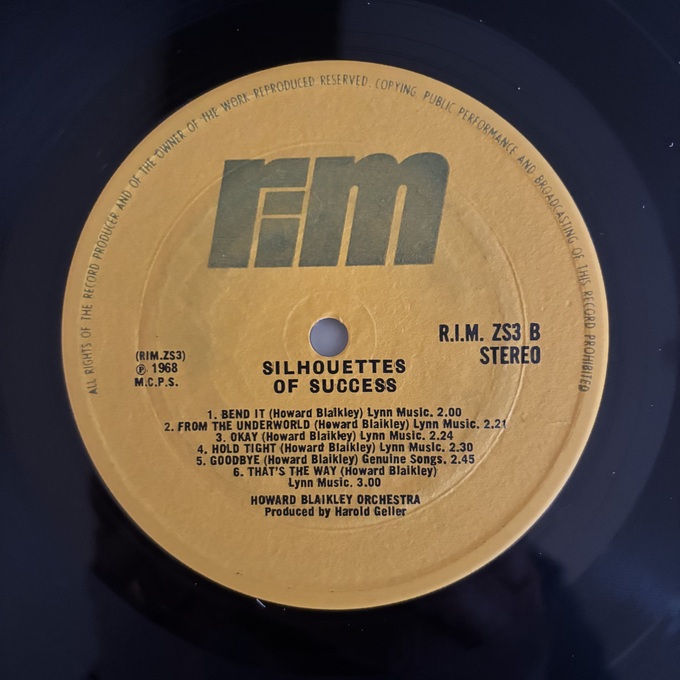 ALL RIGHTS OF THE RECORD PRODUCER AND OF THE OWNER OF THE WORK REPRODUCED RESERVED. COPYING, PUBLIC PERFORMANCE AND BROADCASTING OF THIS RECORD PROHIBITED
rim
R.I.M. ZS3 B
STEREO
(RIM.ZS3)
℗ 1968
M.C.P.S.
SILHOUETTES
OF SUCCESS
1. BEND IT (Howard Blaikley) Lynn Music. 2.00
2. FROM THE UNDERWORLD (Howard Blaikley) Lynn Music. 2.21
3. OKAY (Howard Blaikley) Lynn Music. 2.24
4. HOLD TIGHT (Howard Blaikley) Lynn Music. 2.30
5. GOODBYE (Howard Blaikley) Genuine Songs. 2.45
6. THAT'S THE WAY (Howard Blaikley)
Lynn Music. 3.00
HOWARD BLAIKLEY ORCHESTRA
Produced by Harold Geller